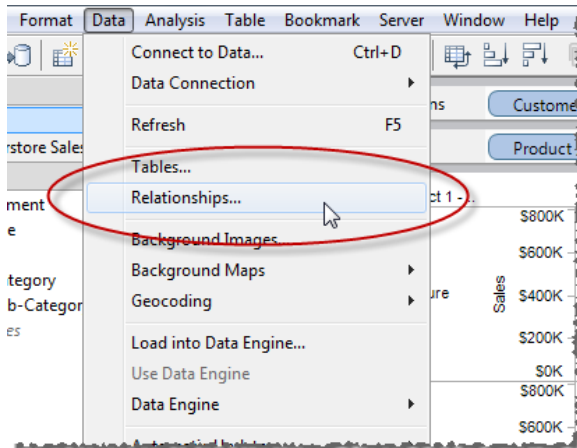 Format Data Analysis Table Bookmark Server Window Help
Connect to Data... Ctrl+D
Data Connection
ns Custome
Refresh F5
rstore Sales Product
Tables...
ment Relationships... ct 1 -...
e $800K
Background Images...
$600K
tegory Background Maps
b-Categor Geocoding ure Sales $400K
es
Load into Data Engine... $200K
Use Data Engine $0K
$800K
Data Engine
$600K